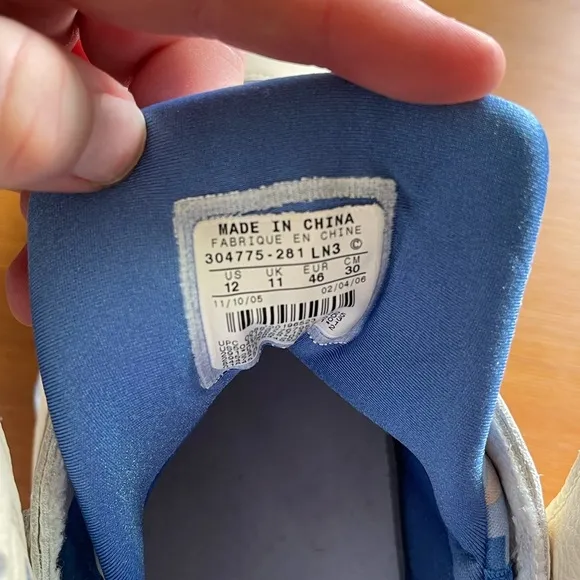 MADE IN CHINA
FABRIQUE EN CHINE
304775-281 LN3 ©
US UK EUR CM
12 11 46 30
11/10/05 02/04/06